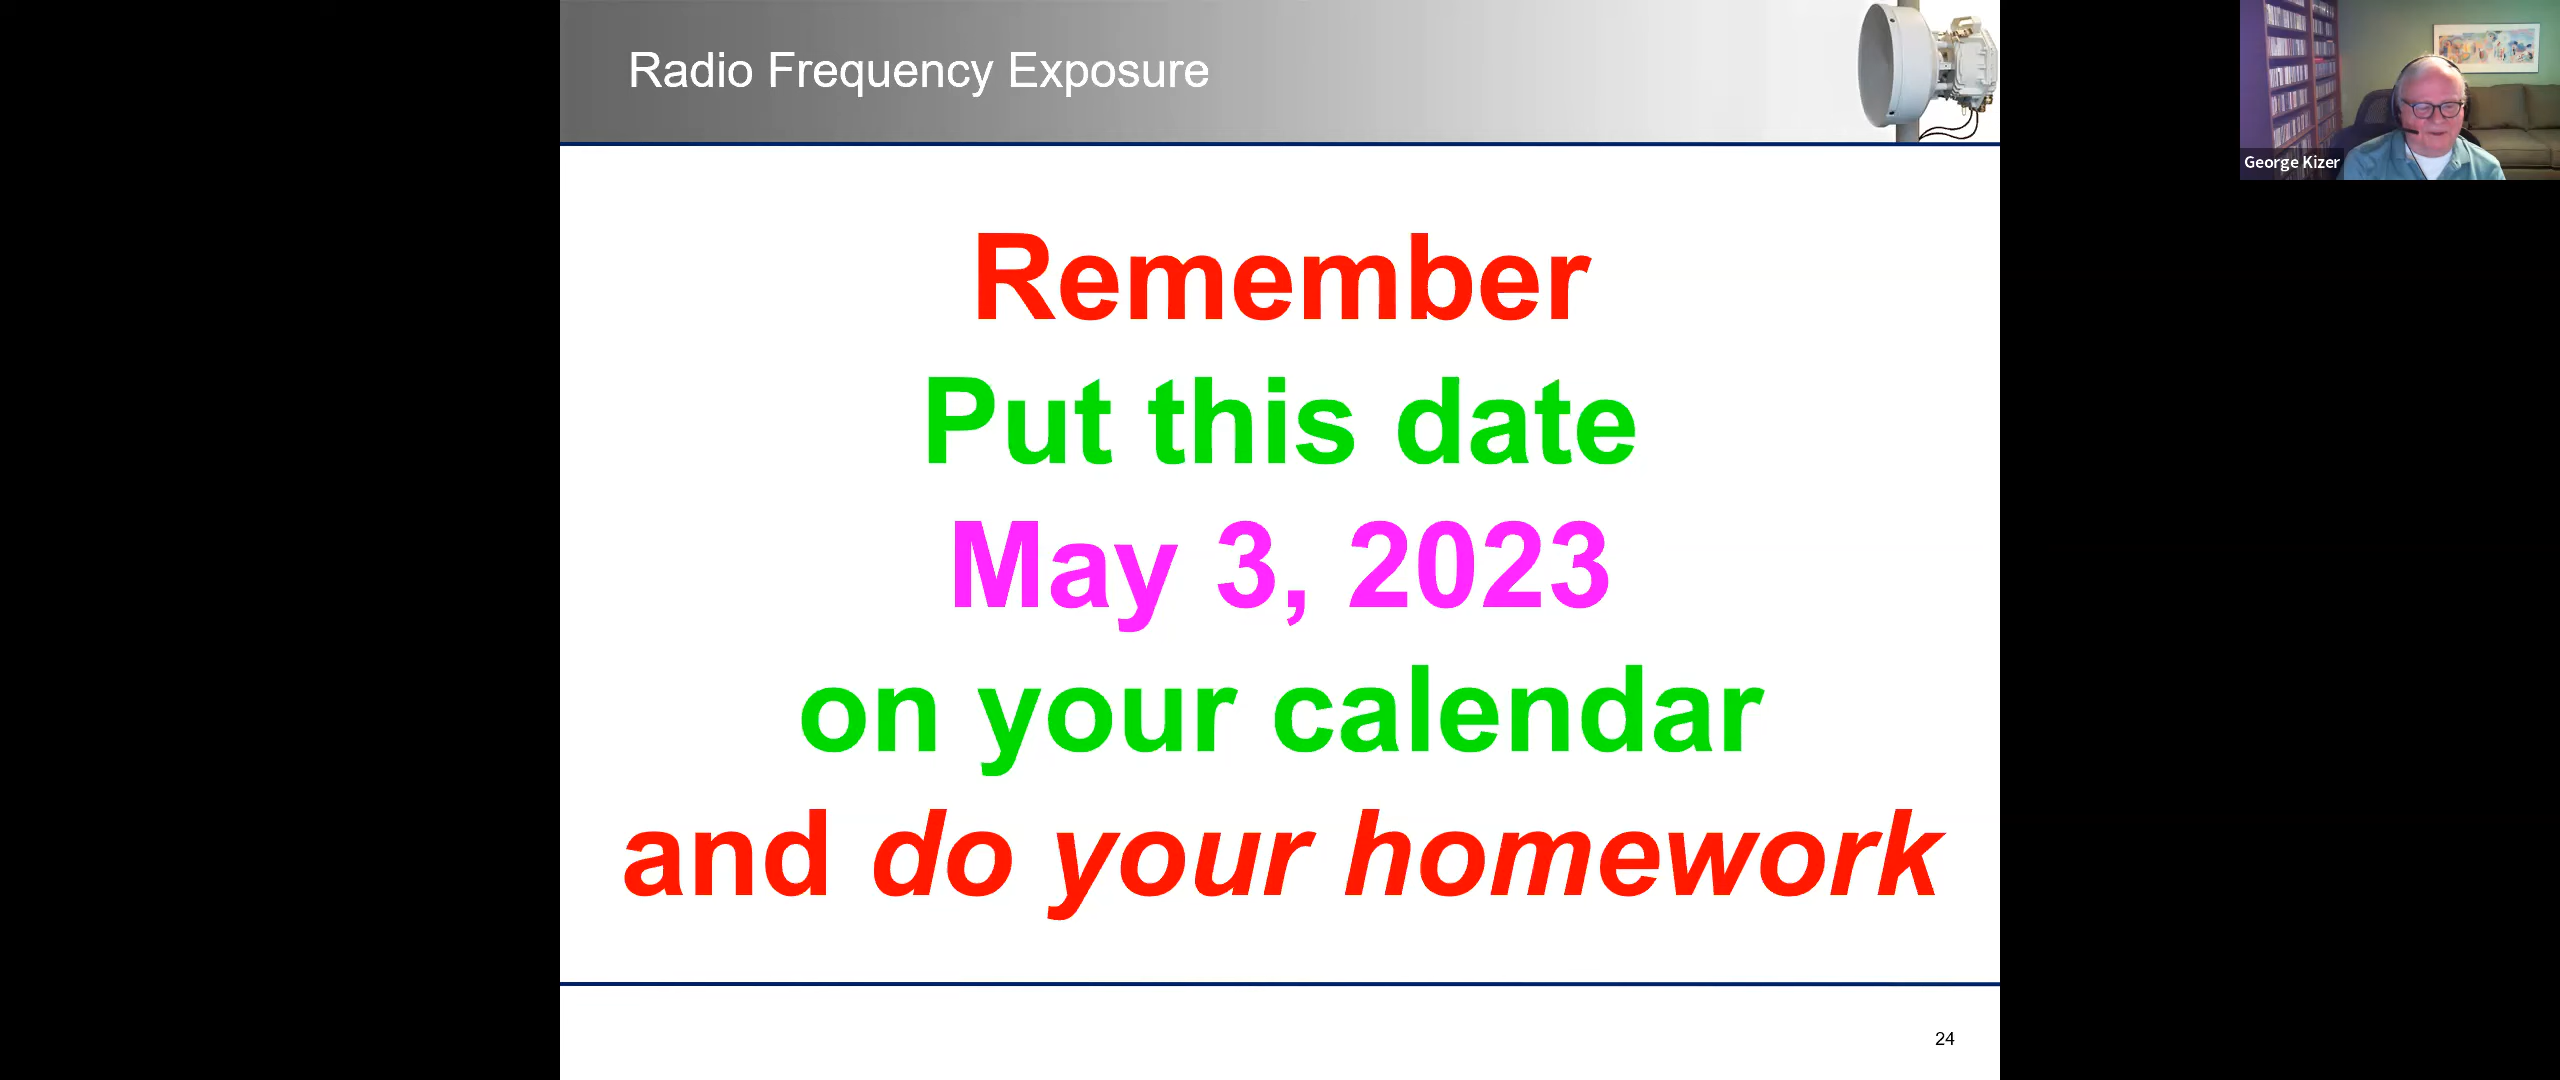 Radio Frequency Exposure
George Kizer
Remember
Put this date
May 3, 2023
on your calendar
and do your homework
24